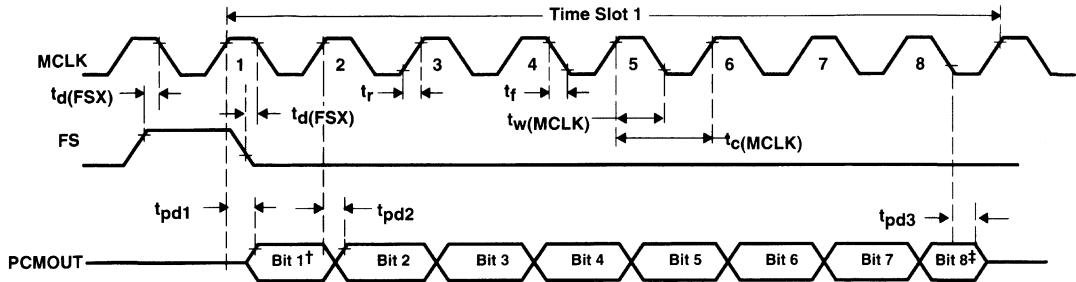 Time Slot 1
MCLK 1 2 3 4 5 6 7 8
td(FSX) td(FSX) tr tf tw(MCLK) tc(MCLK)
FS
tpd1 tpd2 tpd3
PCMOUT Bit 1† Bit 2 Bit 3 Bit 4 Bit 5 Bit 6 Bit 7 Bit 8‡